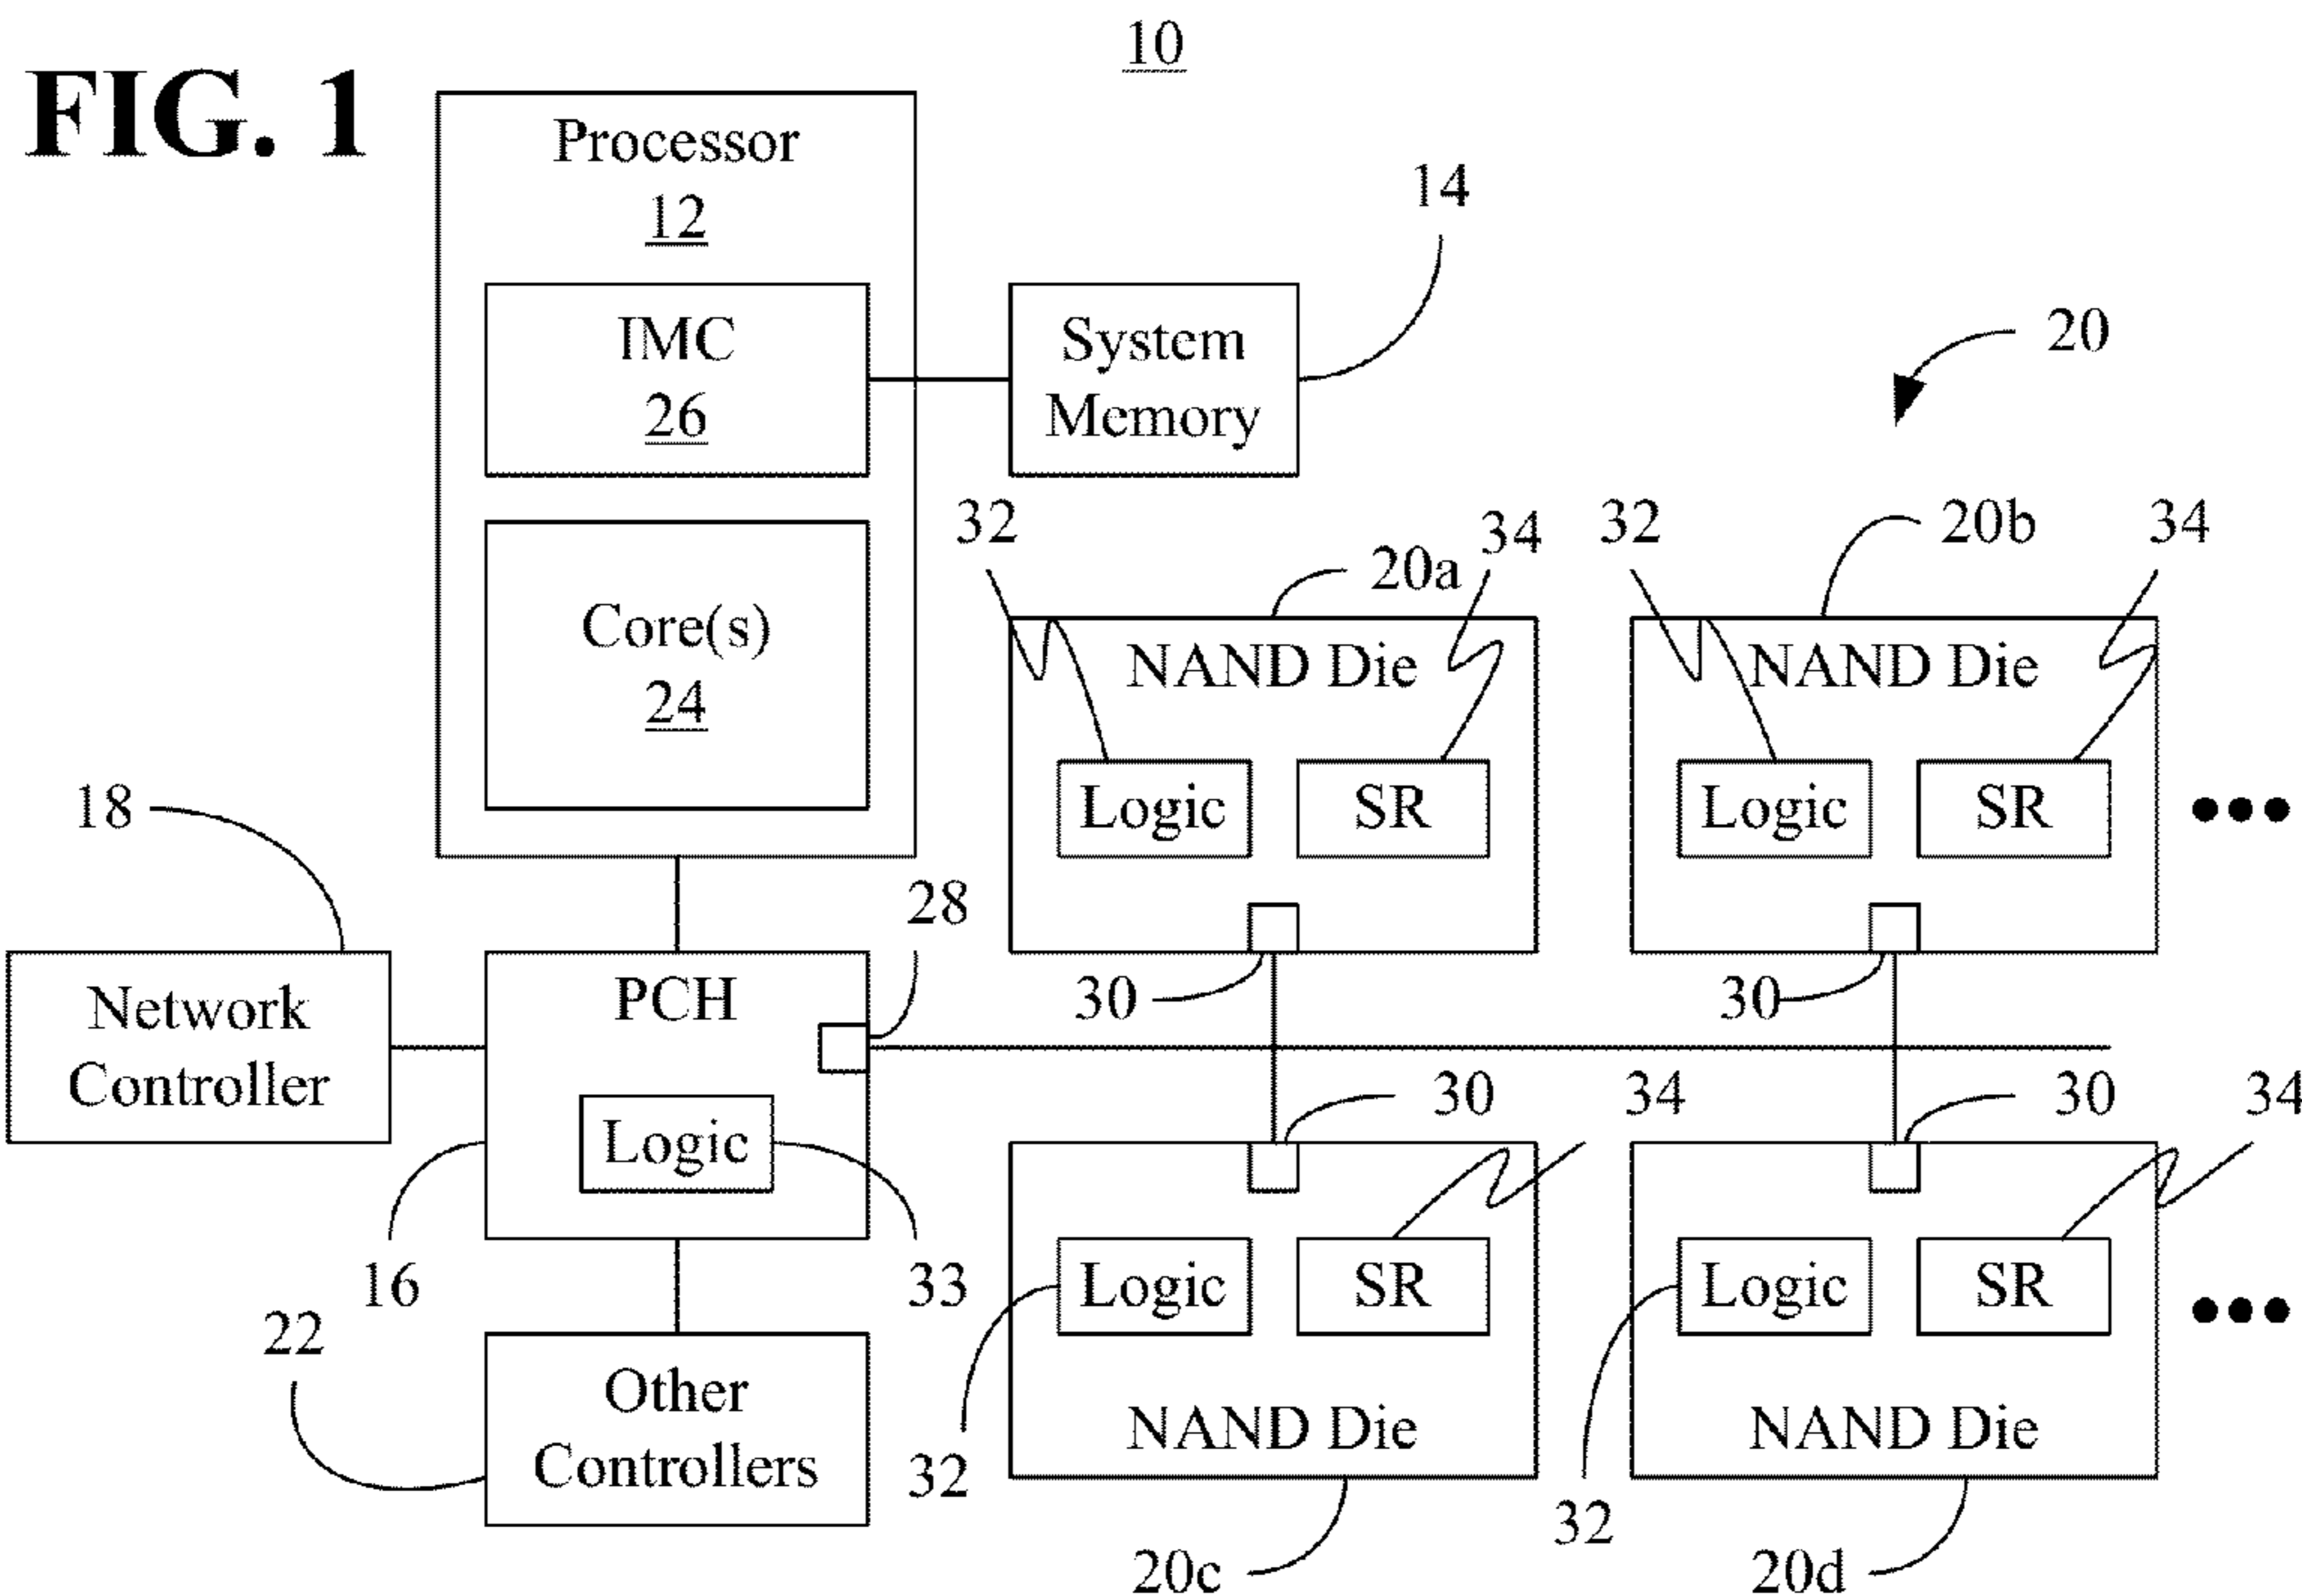 FIG. 1
10
Processor
12
14
IMC
26
System
Memory
20
Core(s)
24
32
20a
34
32
20b
34
NAND Die
NAND Die
Logic
SR
Logic
SR
•••
18
28
30
30
Network
Controller
PCH
Logic
16
33
22
Other
Controllers
30
34
30
34
Logic
SR
Logic
SR
•••
NAND Die
NAND Die
32
32
20c
20d